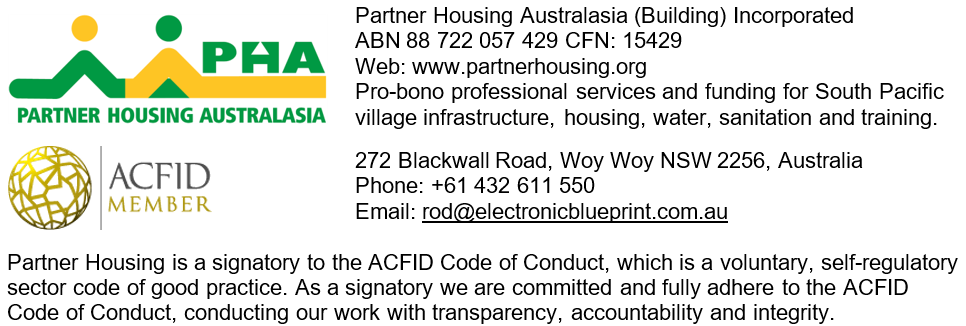 PHA
PARTNER HOUSING AUSTRALASIA
Partner Housing Australasia (Building) Incorporated
ABN 88 722 057 429 CFN: 15429
Web: www.partnerhousing.org
Pro-bono professional services and funding for South Pacific
village infrastructure, housing, water, sanitation and training.
ACFID
MEMBER
272 Blackwall Road, Woy Woy NSW 2256, Australia
Phone: +61 432 611 550
Email: rod@electronicblueprint.com.au
Partner Housing is a signatory to the ACFID Code of Conduct, which is a voluntary, self-regulatory
sector code of good practice. As a signatory we are committed and fully adhere to the ACFID
Code of Conduct, conducting our work with transparency, accountability and integrity.